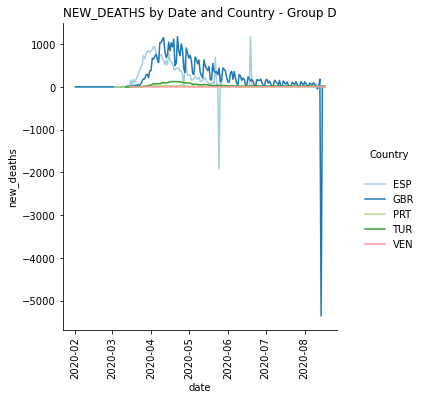 NEW_DEATHS by Date and Country - Group D
1000
0
−1000
−2000
−3000
−4000
−5000
new_deaths
2020-02
2020-03
2020-04
2020-05
2020-06
2020-07
2020-08
date
Country
ESP
GBR
PRT
TUR
VEN